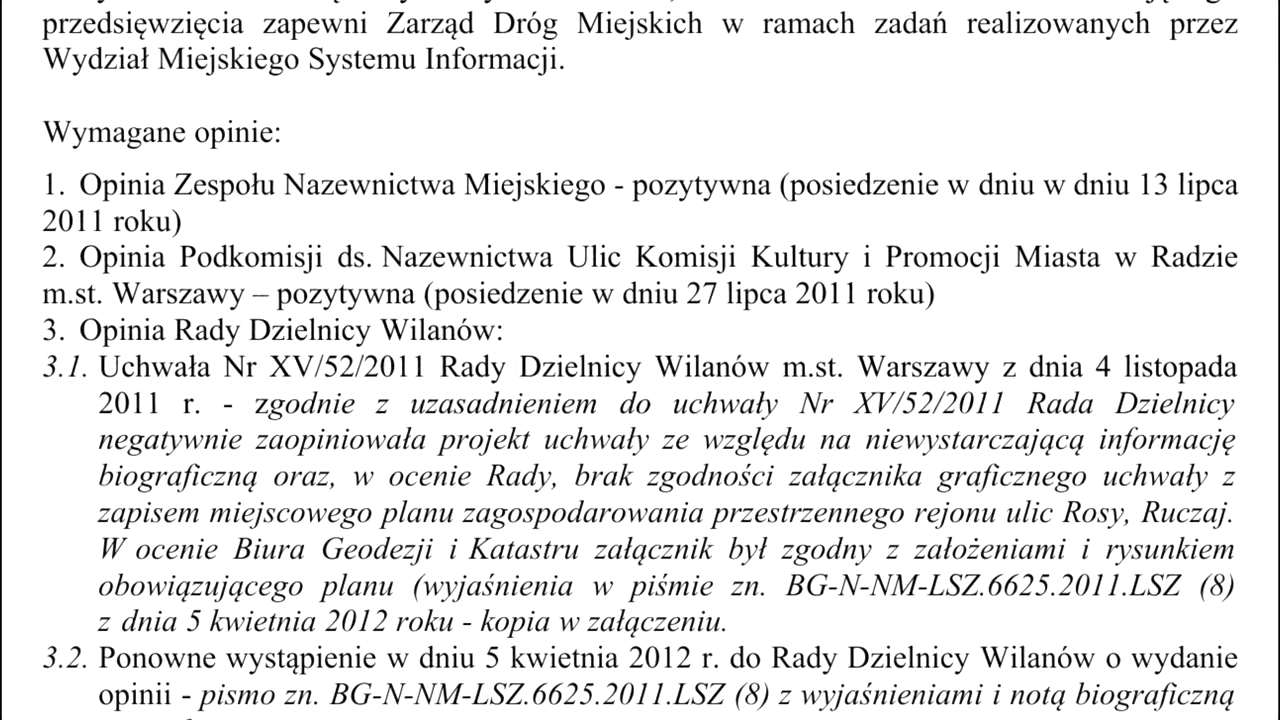 przedsięwzięcia zapewni Zarząd Dróg Miejskich w ramach zadań realizowanych przez
Wydział Miejskiego Systemu Informacji.
Wymagane opinie:
1. Opinia Zespołu Nazewnictwa Miejskiego - pozytywna (posiedzenie w dniu w dniu 13 lipca
2011 roku)
2. Opinia Podkomisji ds. Nazewnictwa Ulic Komisji Kultury i Promocji Miasta w Radzie
m.st. Warszawy – pozytywna (posiedzenie w dniu 27 lipca 2011 roku)
3. Opinia Rady Dzielnicy Wilanów:
3.1. Uchwała Nr XV/52/2011 Rady Dzielnicy Wilanów m.st. Warszawy z dnia 4 listopada
2011 r. - zgodnie z uzasadnieniem do uchwały Nr XV/52/2011 Rada Dzielnicy
negatywnie zaopiniowała projekt uchwały ze względu na niewystarczającą informację
biograficzną oraz, w ocenie Rady, brak zgodności załącznika graficznego uchwały z
zapisem miejscowego planu zagospodarowania przestrzennego rejonu ulic Rosy, Ruczaj.
W ocenie Biura Geodezji i Katastru załącznik był zgodny z założeniami i rysunkiem
obowiązującego planu (wyjaśnienia w piśmie zn. BG-N-NM-LSZ.6625.2011.LSZ (8)
z dnia 5 kwietnia 2012 roku - kopia w załączeniu.
3.2. Ponowne wystąpienie w dniu 5 kwietnia 2012 r. do Rady Dzielnicy Wilanów o wydanie
opinii - pismo zn. BG-N-NM-LSZ.6625.2011.LSZ (8) z wyjaśnieniami i notą biograficzną